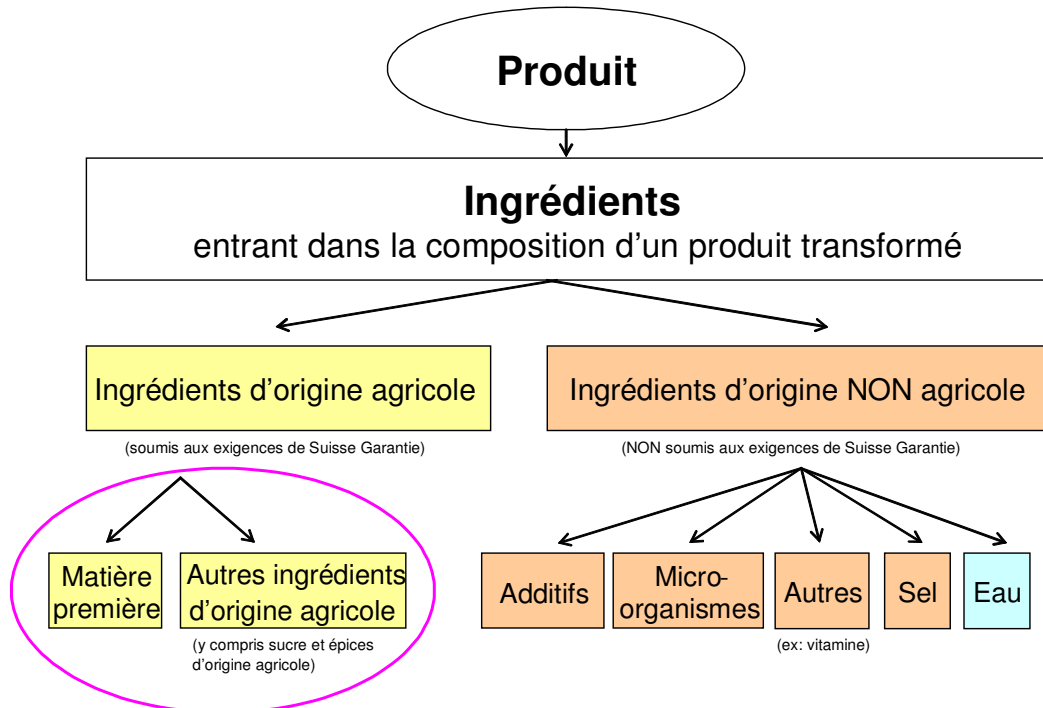 Produit
Ingrédients
entrant dans la composition d'un produit transformé
Ingrédients d'origine agricole
(soumis aux exigences de Suisse Garantie)
Ingrédients d'origine NON agricole
(NON soumis aux exigences de Suisse Garantie)
Matière
première
Autres ingrédients
d'origine agricole
(y compris sucre et épices
d'origine agricole)
Additifs
Micro-
organismes
Autres
(ex: vitamine)
Sel
Eau